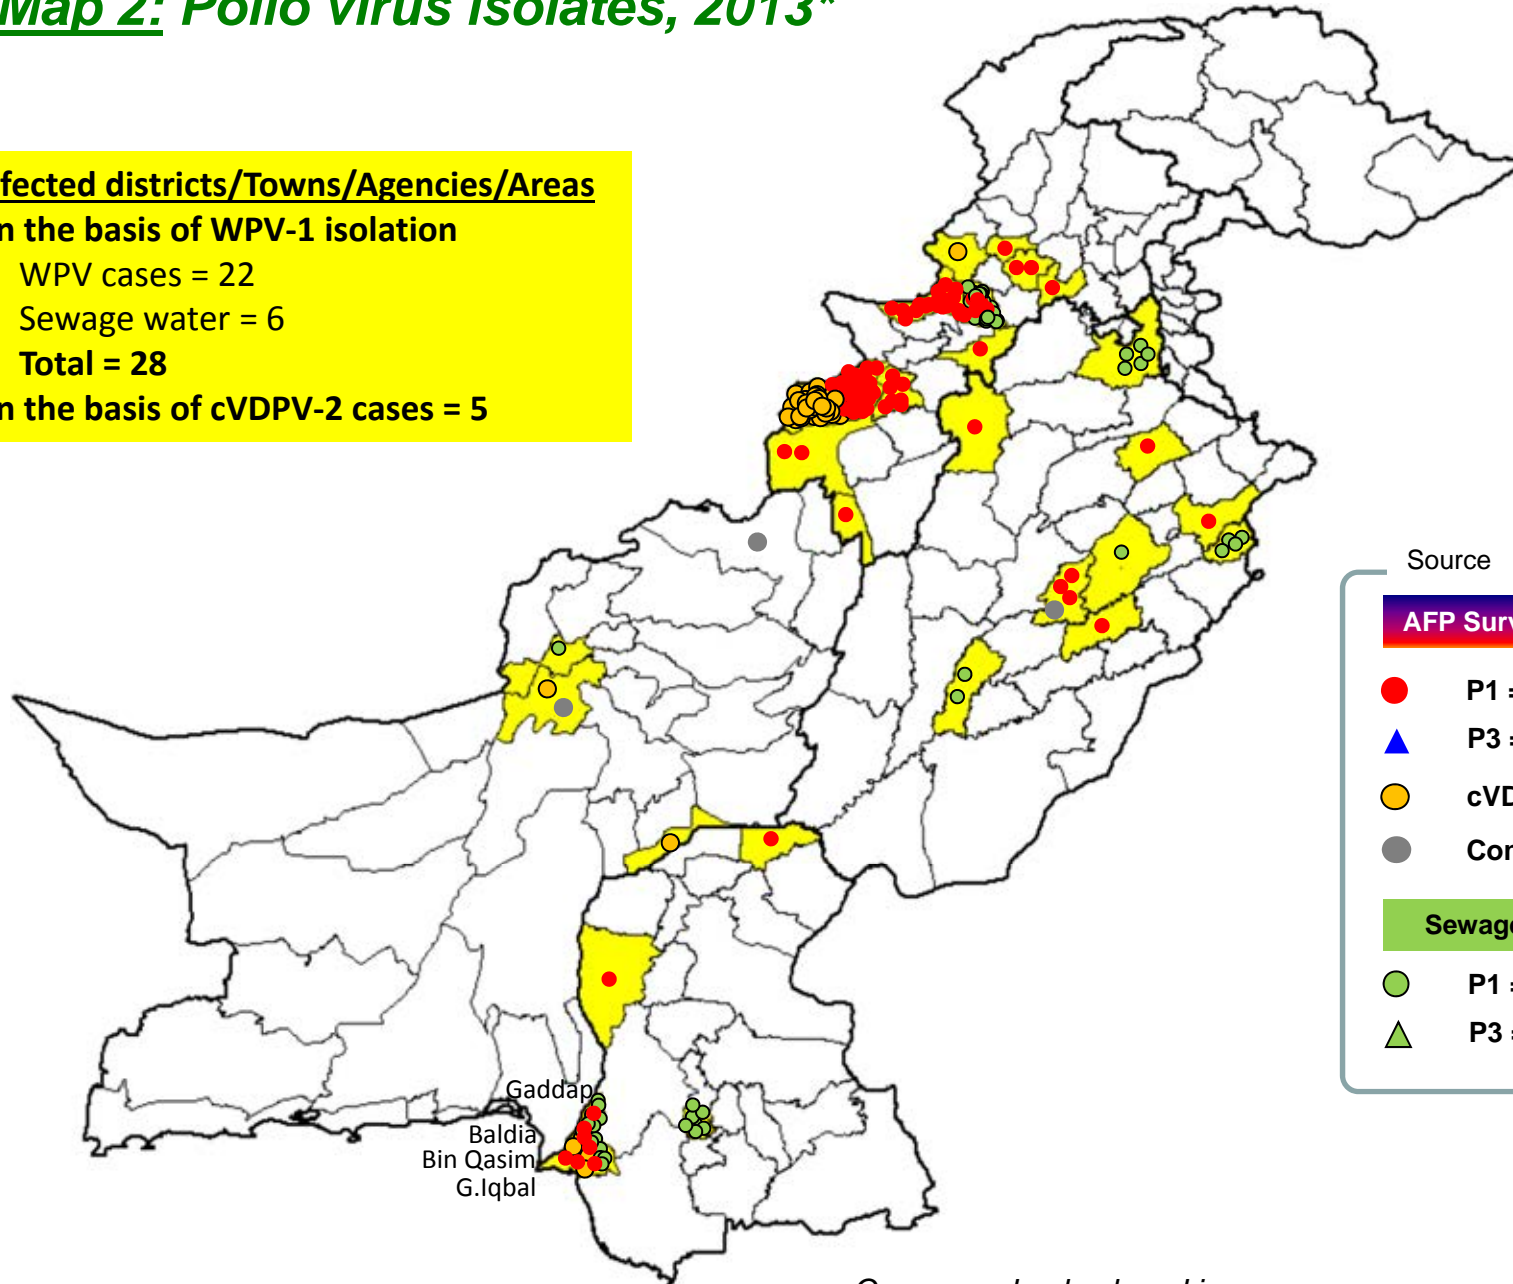 Map 2: Polio virus isolates, 2013*
fected districts/Towns/Agencies/Areas
n the basis of WPV-1 isolation
WPV cases = 22
Sewage water = 6
Total = 28
n the basis of cVDPV-2 cases = 5
Source
AFP Surv
P1 =
P3 =
cVD
Cor
Sewage
P1 =
P3 =
Gaddap
Baldia
Bin Qasim
G.Iqbal